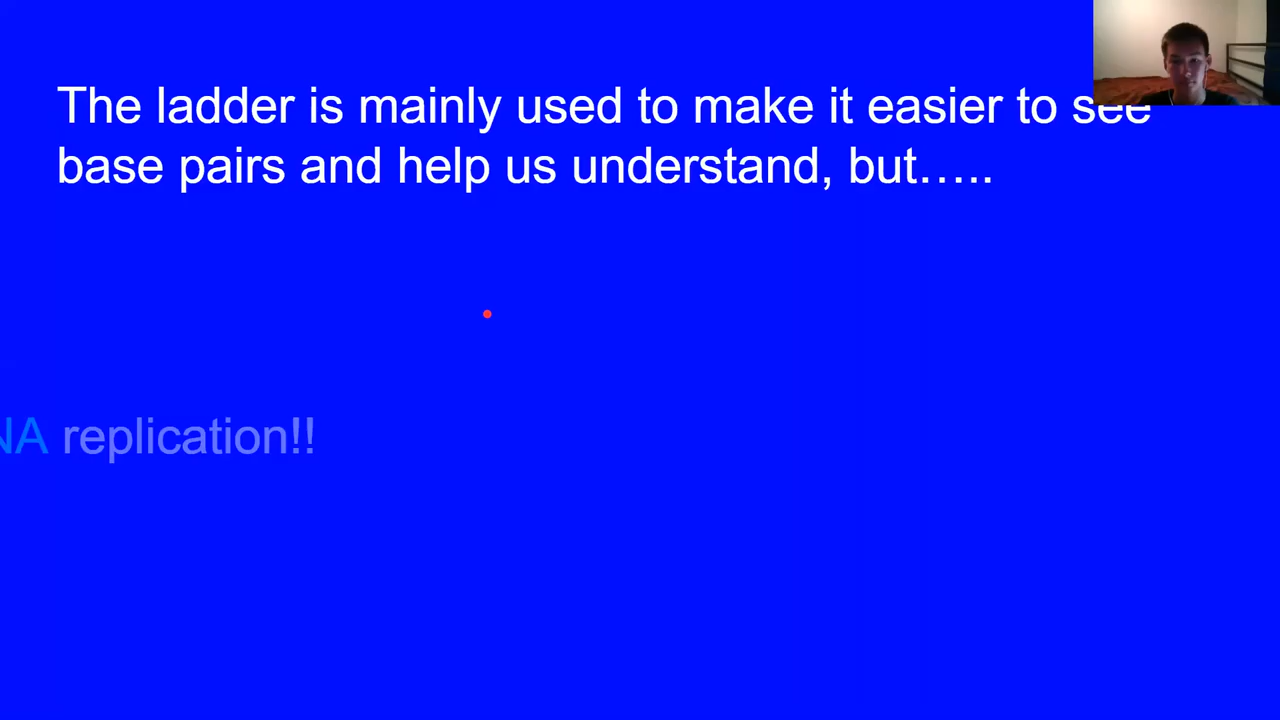 The ladder is mainly used to make it easier to see
base pairs and help us understand, but.....
NA replication!!